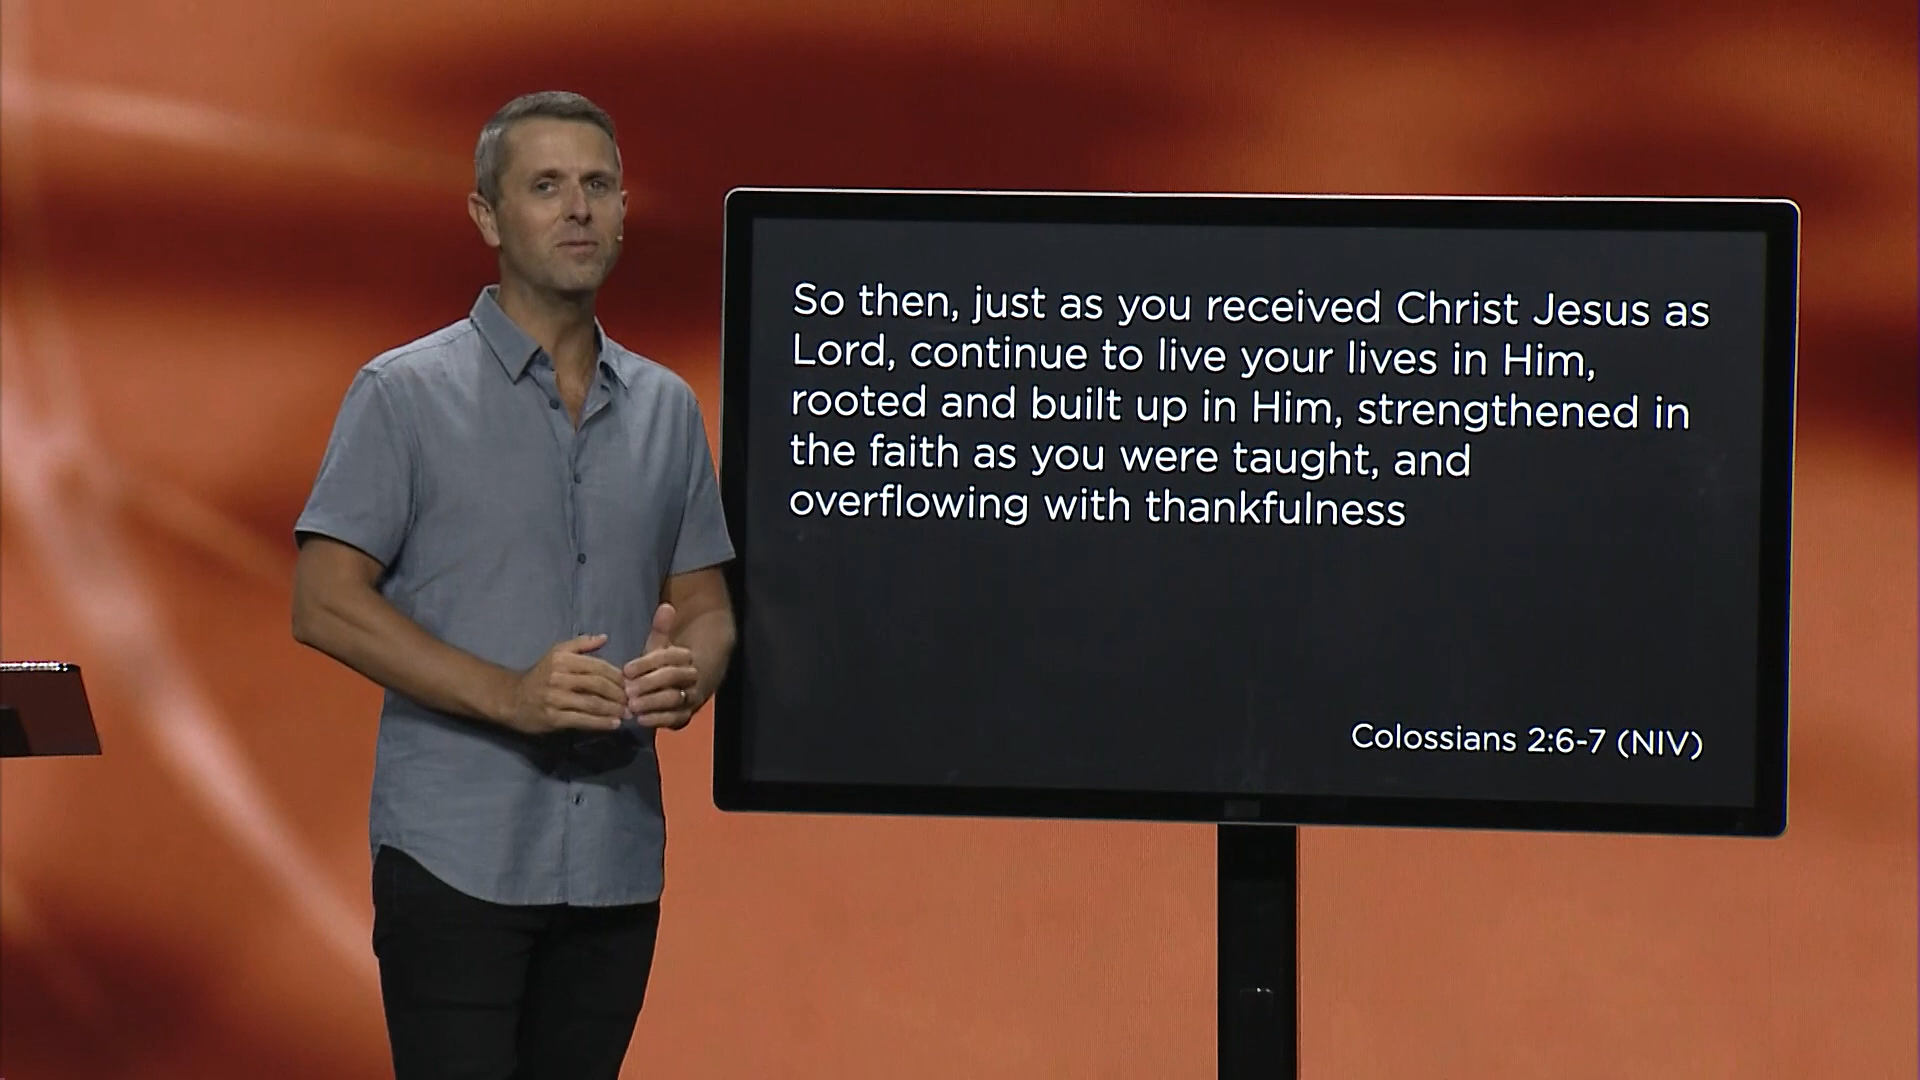 So then, just as you received Christ Jesus as
Lord, continue to live your lives in Him,
rooted and built up in Him, strengthened in
the faith as you were taught, and
overflowing with thankfulness
Colossians 2:6-7 (NIV)